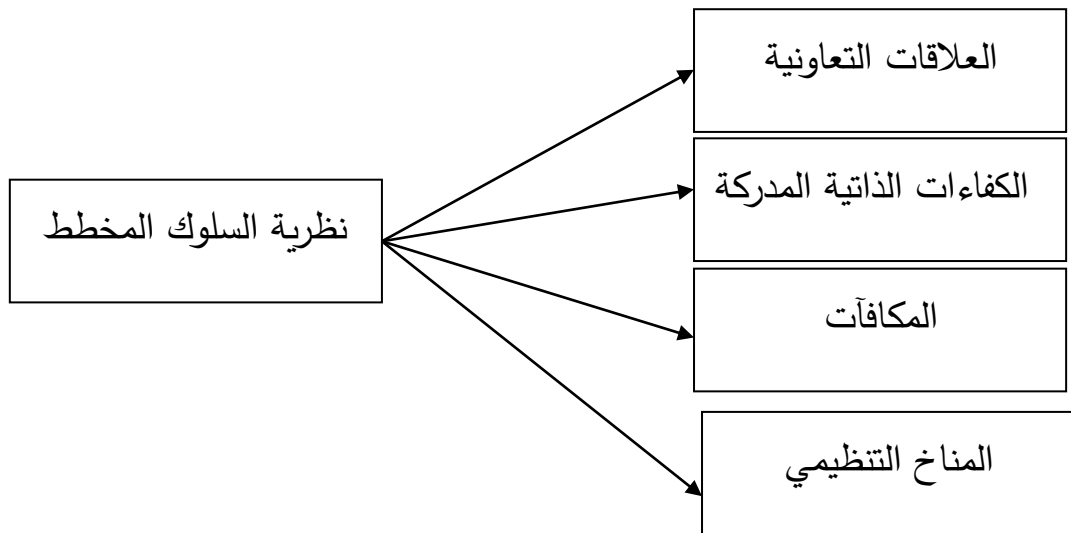 العلاقات التعاونية
الكفاءات الذاتية المدركة
نظرية السلوك المخطط
المكافآت
المناخ التنظيمي